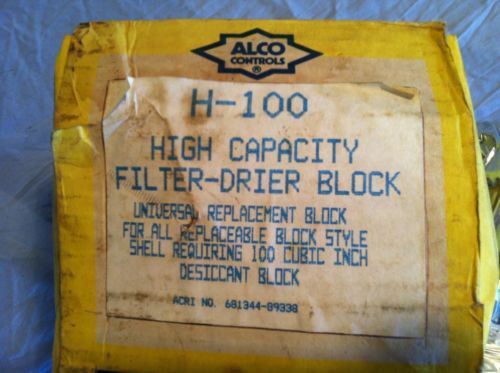 ALCO
CONTROLS
®
H-100
HIGH CAPACITY
FILTER-DRIER BLOCK
UNIVERSAL REPLACEMENT BLOCK
FOR ALL REPLACEABLE BLOCK STYLE
SHELL REQUIRING 100 CUBIC INCH
DESICCANT BLOCK
ACRI NO. 681344-09338